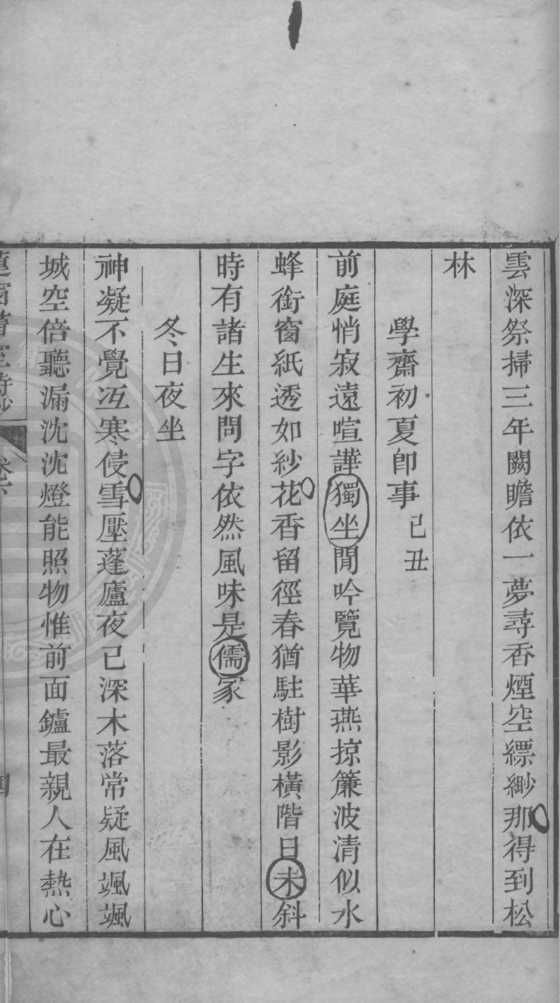 雲深祭掃三年闕瞻依一夢尋香煙空縹緲那得到松
林
學齋初夏卽事己丑
前庭悄寂遠喧譁獨坐閒吟覽物華燕掠簾波清似水
蜂銜窗紙透如紗花香留徑春猶駐樹影橫階日未斜
時有諸生來問字依然風味是儒家
冬日夜坐
神凝不覺冱寒侵雪壓蓬廬夜已深木落常疑風颯颯
城空倍聽漏沈沈燈能照物惟前面鑪最親人在熱心